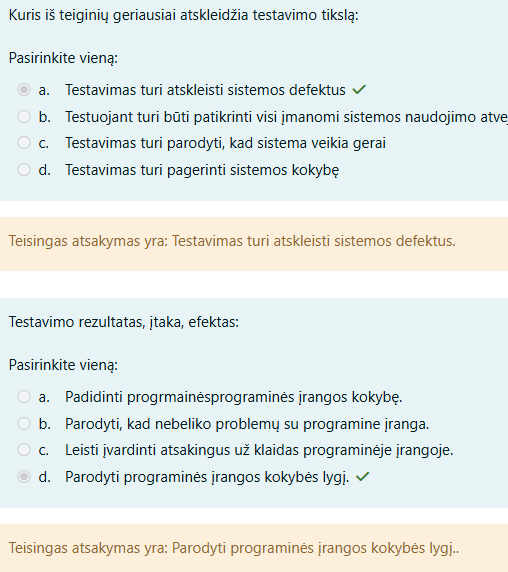 Kuris iš teiginių geriausiai atskleidžia testavimo tikslą:
Pasirinkite vieną:
a. Testavimas turi atskleisti sistemos defektus
b. Testuojant turi būti patikrinti visi įmanomi sistemos naudojimo
c. Testavimas turi parodyti, kad sistema veikia gerai
d. Testavimas turi pagerinti sistemos kokybę
Teisingas atsakymas yra: Testavimas turi atskleisti sistemos defektus.
Testavimo rezultatas, įtaka, efektas:
Pasirinkite vieną:
a. Padidinti progrmainėsprograminės įrangos kokybę.
b. Parodyti, kad nebeliko problemų su programine įranga.
c. Leisti įvardinti atsakingus už klaidas programinėje įrangoje.
d. Parodyti programinės įrangos kokybės lygį.
Teisingas atsakymas yra: Parodyti programinės įrangos kokybės lygį..